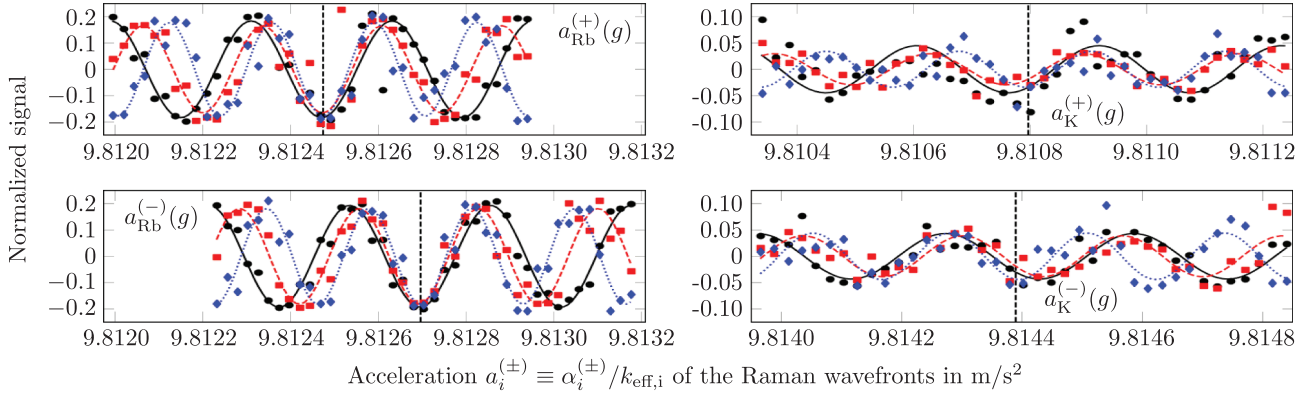 Normalized signal
0.2
0.1
0
−0.1
−0.2
a_Rb^(+)(g)
9.8120 9.8122 9.8124 9.8126 9.8128 9.8130 9.8132
0.10
0.05
0
-0.05
-0.10
a_K^(+)(g)
9.8104 9.8106 9.8108 9.8110 9.8112
0.2
0.1
0
−0.1
−0.2
a_Rb^(−)(g)
9.8120 9.8122 9.8124 9.8126 9.8128 9.8130 9.8132
0.10
0.05
0
-0.05
-0.10
a_K^(−)(g)
9.8140 9.8142 9.8144 9.8146 9.8148
Acceleration a_i^(±) ≡ α_i^(±)/k_eff,i of the Raman wavefronts in m/s²